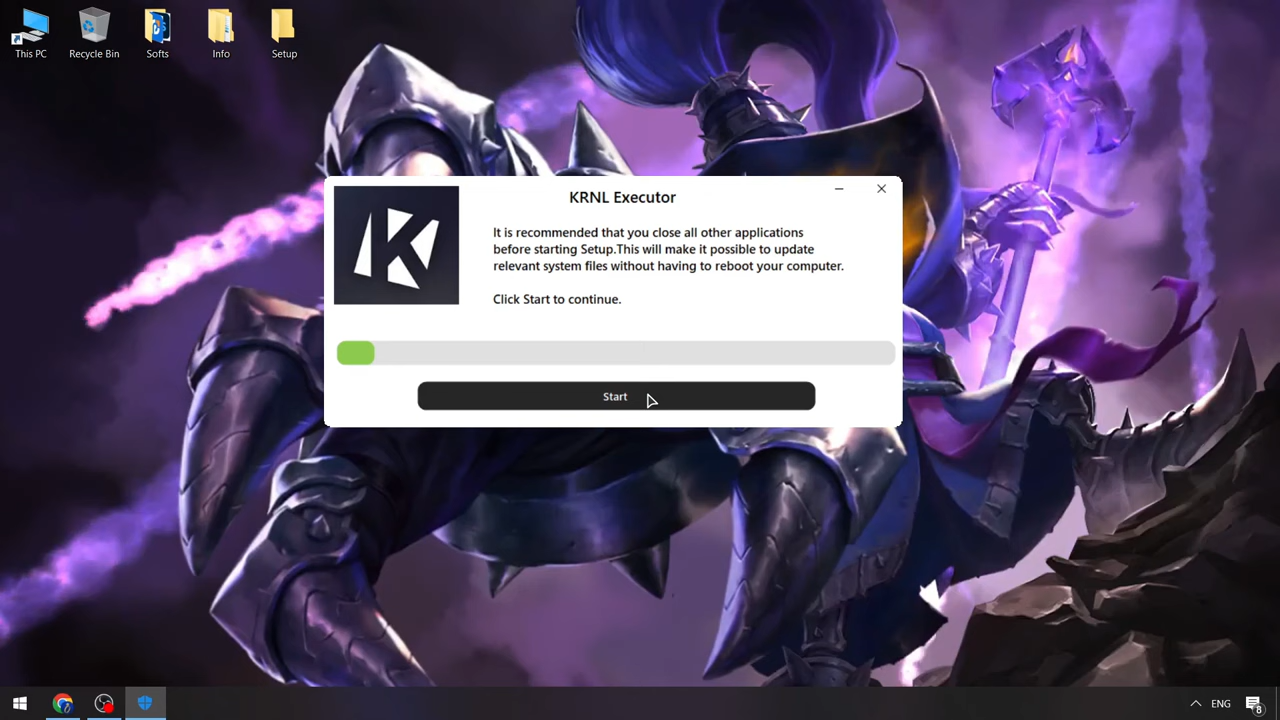 This PC
Recycle Bin
Softs
Info
Setup
KRNL Executor
It is recommended that you close all other applications
before starting Setup.This will make it possible to update
relevant system files without having to reboot your computer.
Click Start to continue.
Start
ENG
8